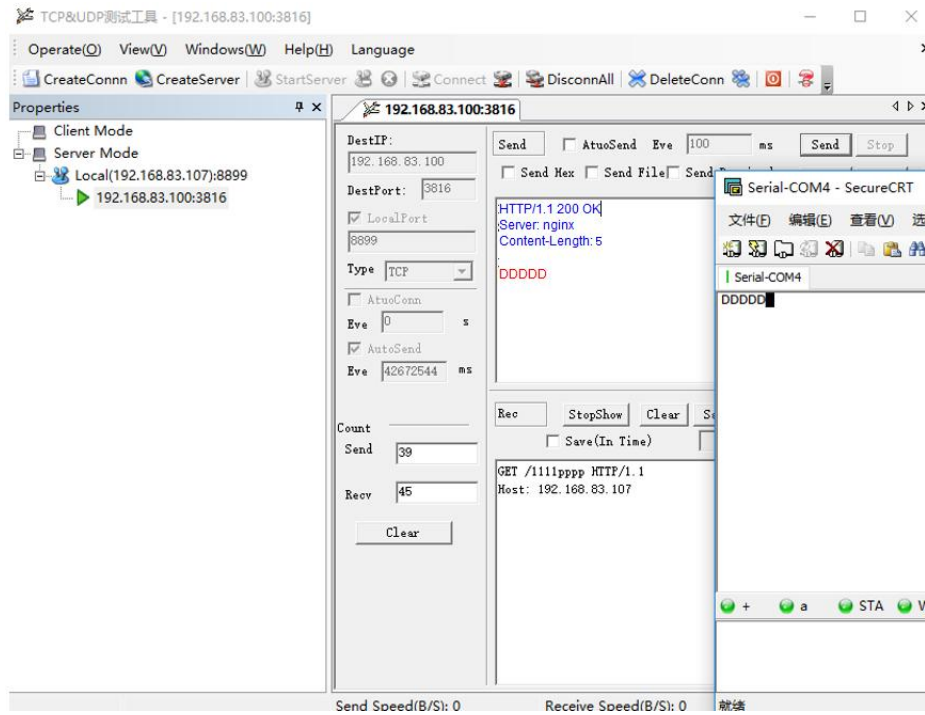 TCP&UDP测试工具 - [192.168.83.100:3816]
Operate(O) View(V) Windows(W) Help(H) Language
CreateConnn CreateServer StartServer Connect DisconnAll DeleteConn
Properties
Client Mode
Server Mode
Local(192.168.83.107):8899
192.168.83.100:3816
192.168.83.100:3816
DestIP:
192.168.83.100
DestPort: 3816
LocalPort
8899
Type TCP
AtuoConn
Eve 0 s
AutoSend
Eve 42672544 ms
Count
Send 39
Recv 45
Clear
Send AtuoSend Eve 100 ms Send Stop
Send Hex Send File Send
HTTP/1.1 200 OK
Server: nginx
Content-Length: 5
DDDDD
Rec StopShow Clear
Save(In Time)
GET /1111pppp HTTP/1.1
Host: 192.168.83.107
Send Speed(B/S): 0 Receive Speed(B/S): 0
Serial-COM4 - SecureCRT
文件(F) 编辑(E) 查看(V) 选
Serial-COM4
DDDDD
+ a STA
就绪